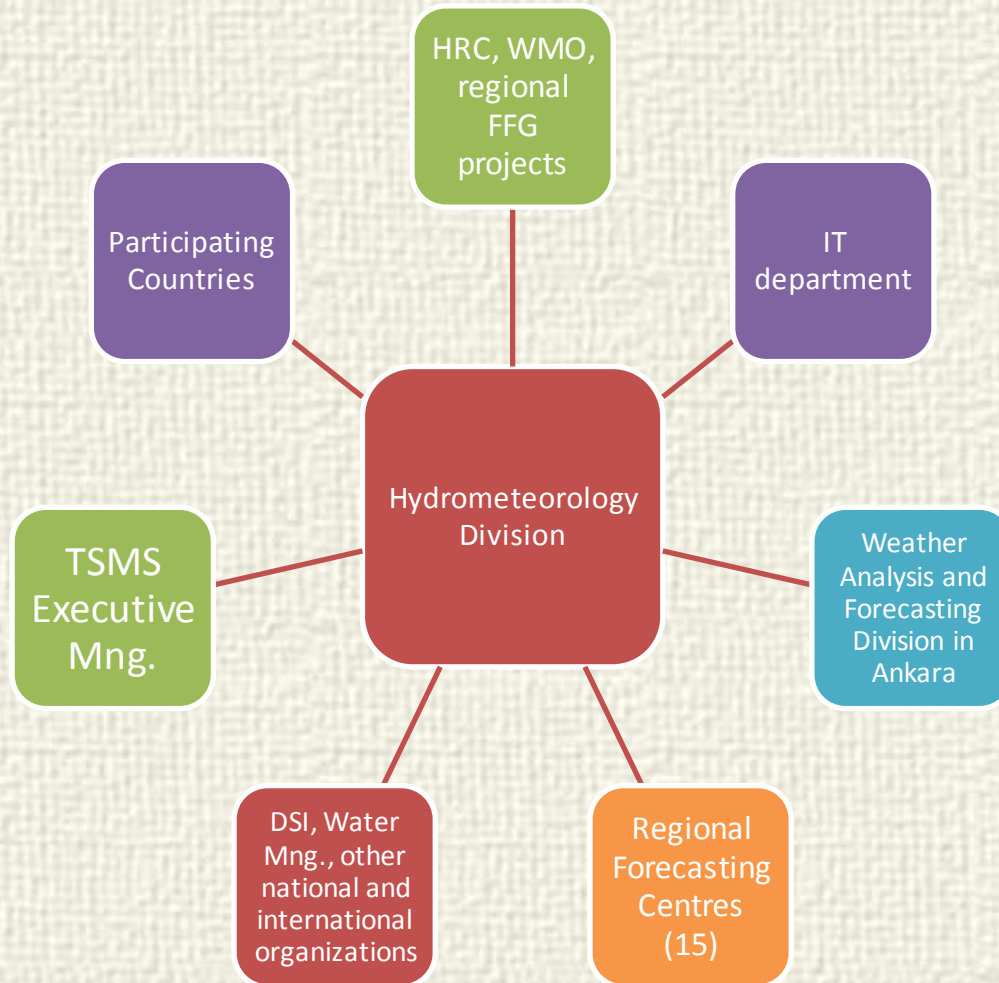 HRC, WMO,
regional
FFG
projects
Participating
Countries
IT
department
Hydrometeorology
Division
TSMS
Executive
Mng.
Weather
Analysis and
Forecasting
Division in
Ankara
DSI, Water
Mng., other
national and
international
organizations
Regional
Forecasting
Centres
(15)